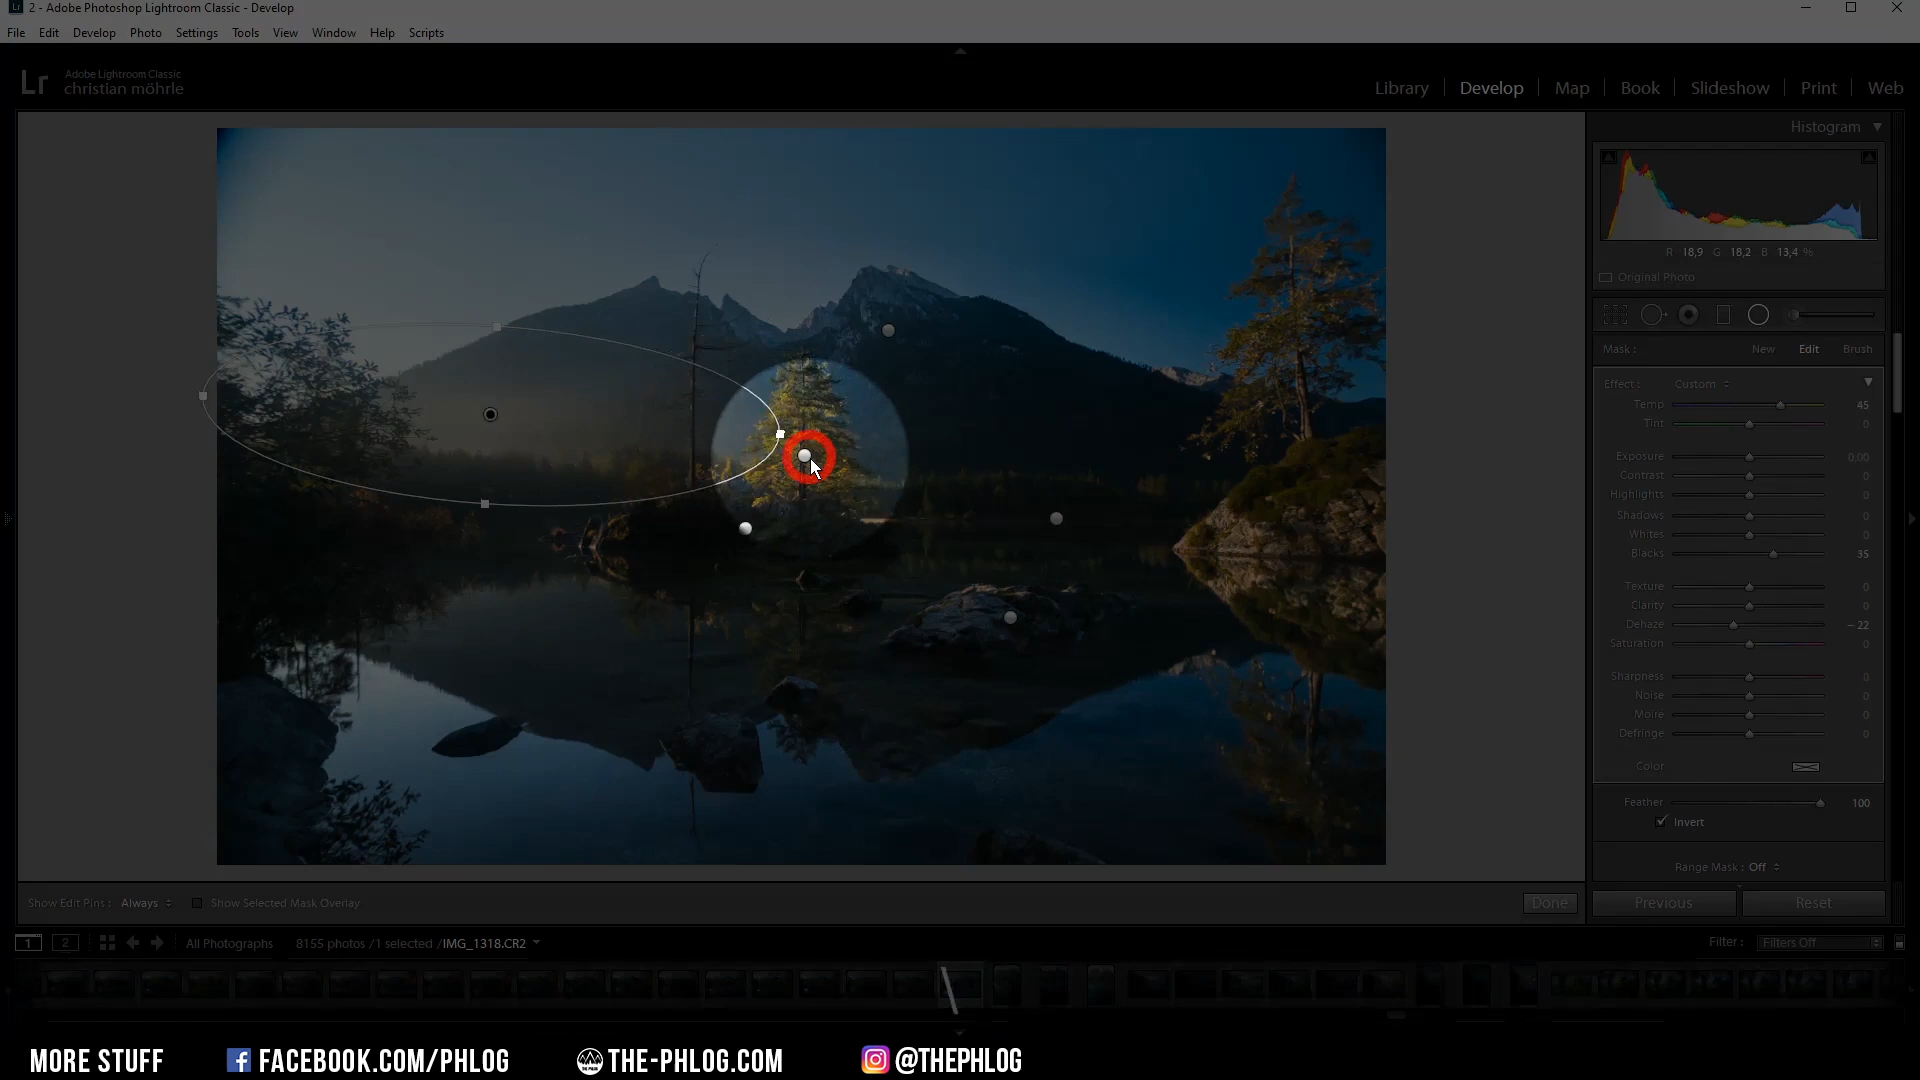 Lr 2 - Adobe Photoshop Lightroom Classic - Develop
File Edit Develop Photo Settings Tools View Window Help Scripts
Lr Adobe Lightroom Classic
christian möhrle
Library Develop Map Book Slideshow Print Web
Histogram
R 18,9 G 18,2 B 13,4 %
Original Photo
Mask : New Edit Brush
Effect : Custom
Temp 45
Tint 0
Exposure 0,00
Contrast 0
Highlights 0
Shadows 0
Whites 0
Blacks 35
Texture 0
Clarity 0
Dehaze – 22
Saturation 0
Sharpness 0
Noise 0
Moire 0
Defringe 0
Color
Feather 100
Invert
Range Mask : Off
Show Edit Pins : Always Show Selected Mask Overlay Done
Previous Reset
1 2 All Photographs 8155 photos /1 selected /IMG_1318.CR2 Filter : Filters Off
MORE STUFF FACEBOOK.COM/PHLOG THE-PHLOG.COM @THEPHLOG